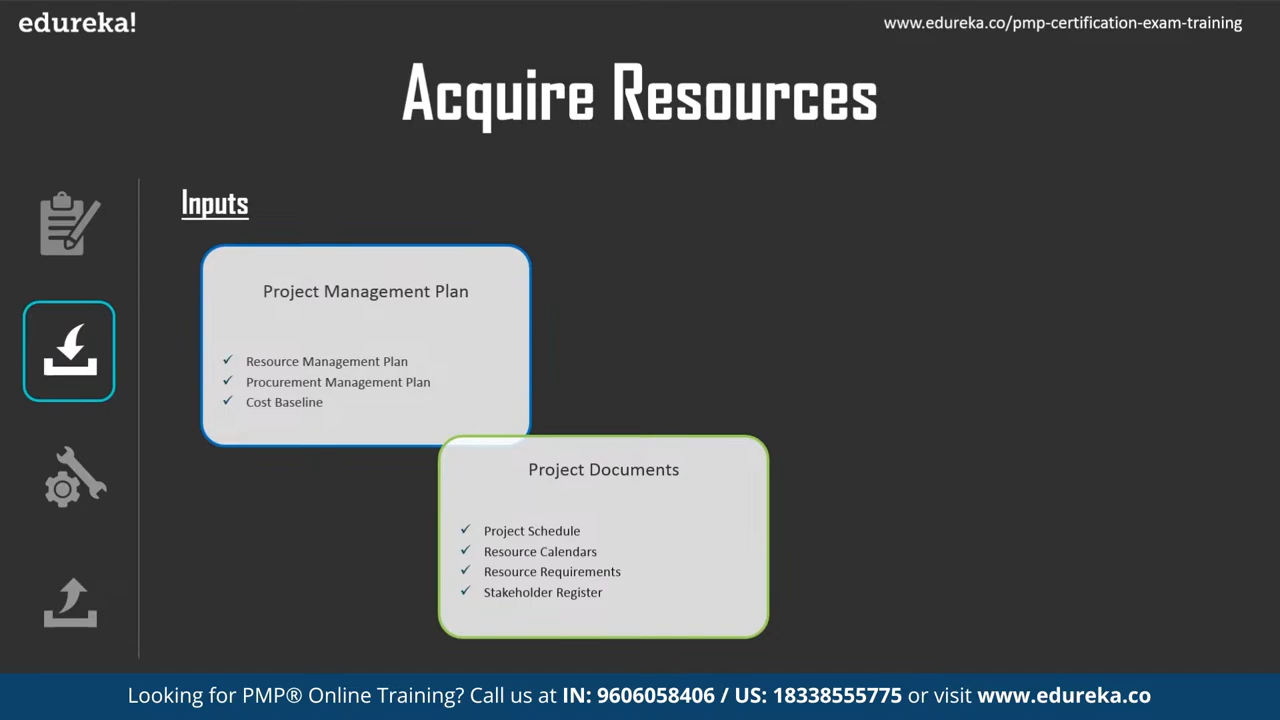 edureka!
www.edureka.co/pmp-certification-exam-training
Acquire Resources
Inputs
Project Management Plan
✓ Resource Management Plan
✓ Procurement Management Plan
✓ Cost Baseline
Project Documents
✓ Project Schedule
✓ Resource Calendars
✓ Resource Requirements
✓ Stakeholder Register
Looking for PMP® Online Training? Call us at IN: 9606058406 / US: 18338555775 or visit www.edureka.co